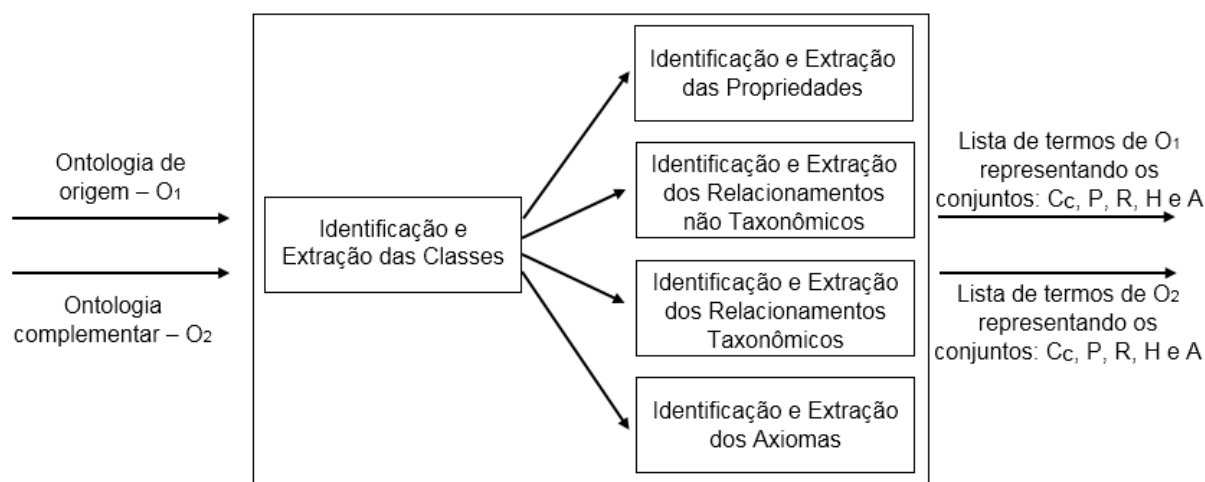 Ontologia de
origem – O1
Ontologia
complementar – O2
Identificação e
Extração das Classes
Identificação e Extração
das Propriedades
Identificação e Extração
dos Relacionamentos
não Taxonômicos
Identificação e Extração
dos Relacionamentos
Taxonômicos
Identificação e Extração
dos Axiomas
Lista de termos de O1
representando os
conjuntos: Cc, P, R, H e A
Lista de termos de O2
representando os
conjuntos: Cc, P, R, H e A